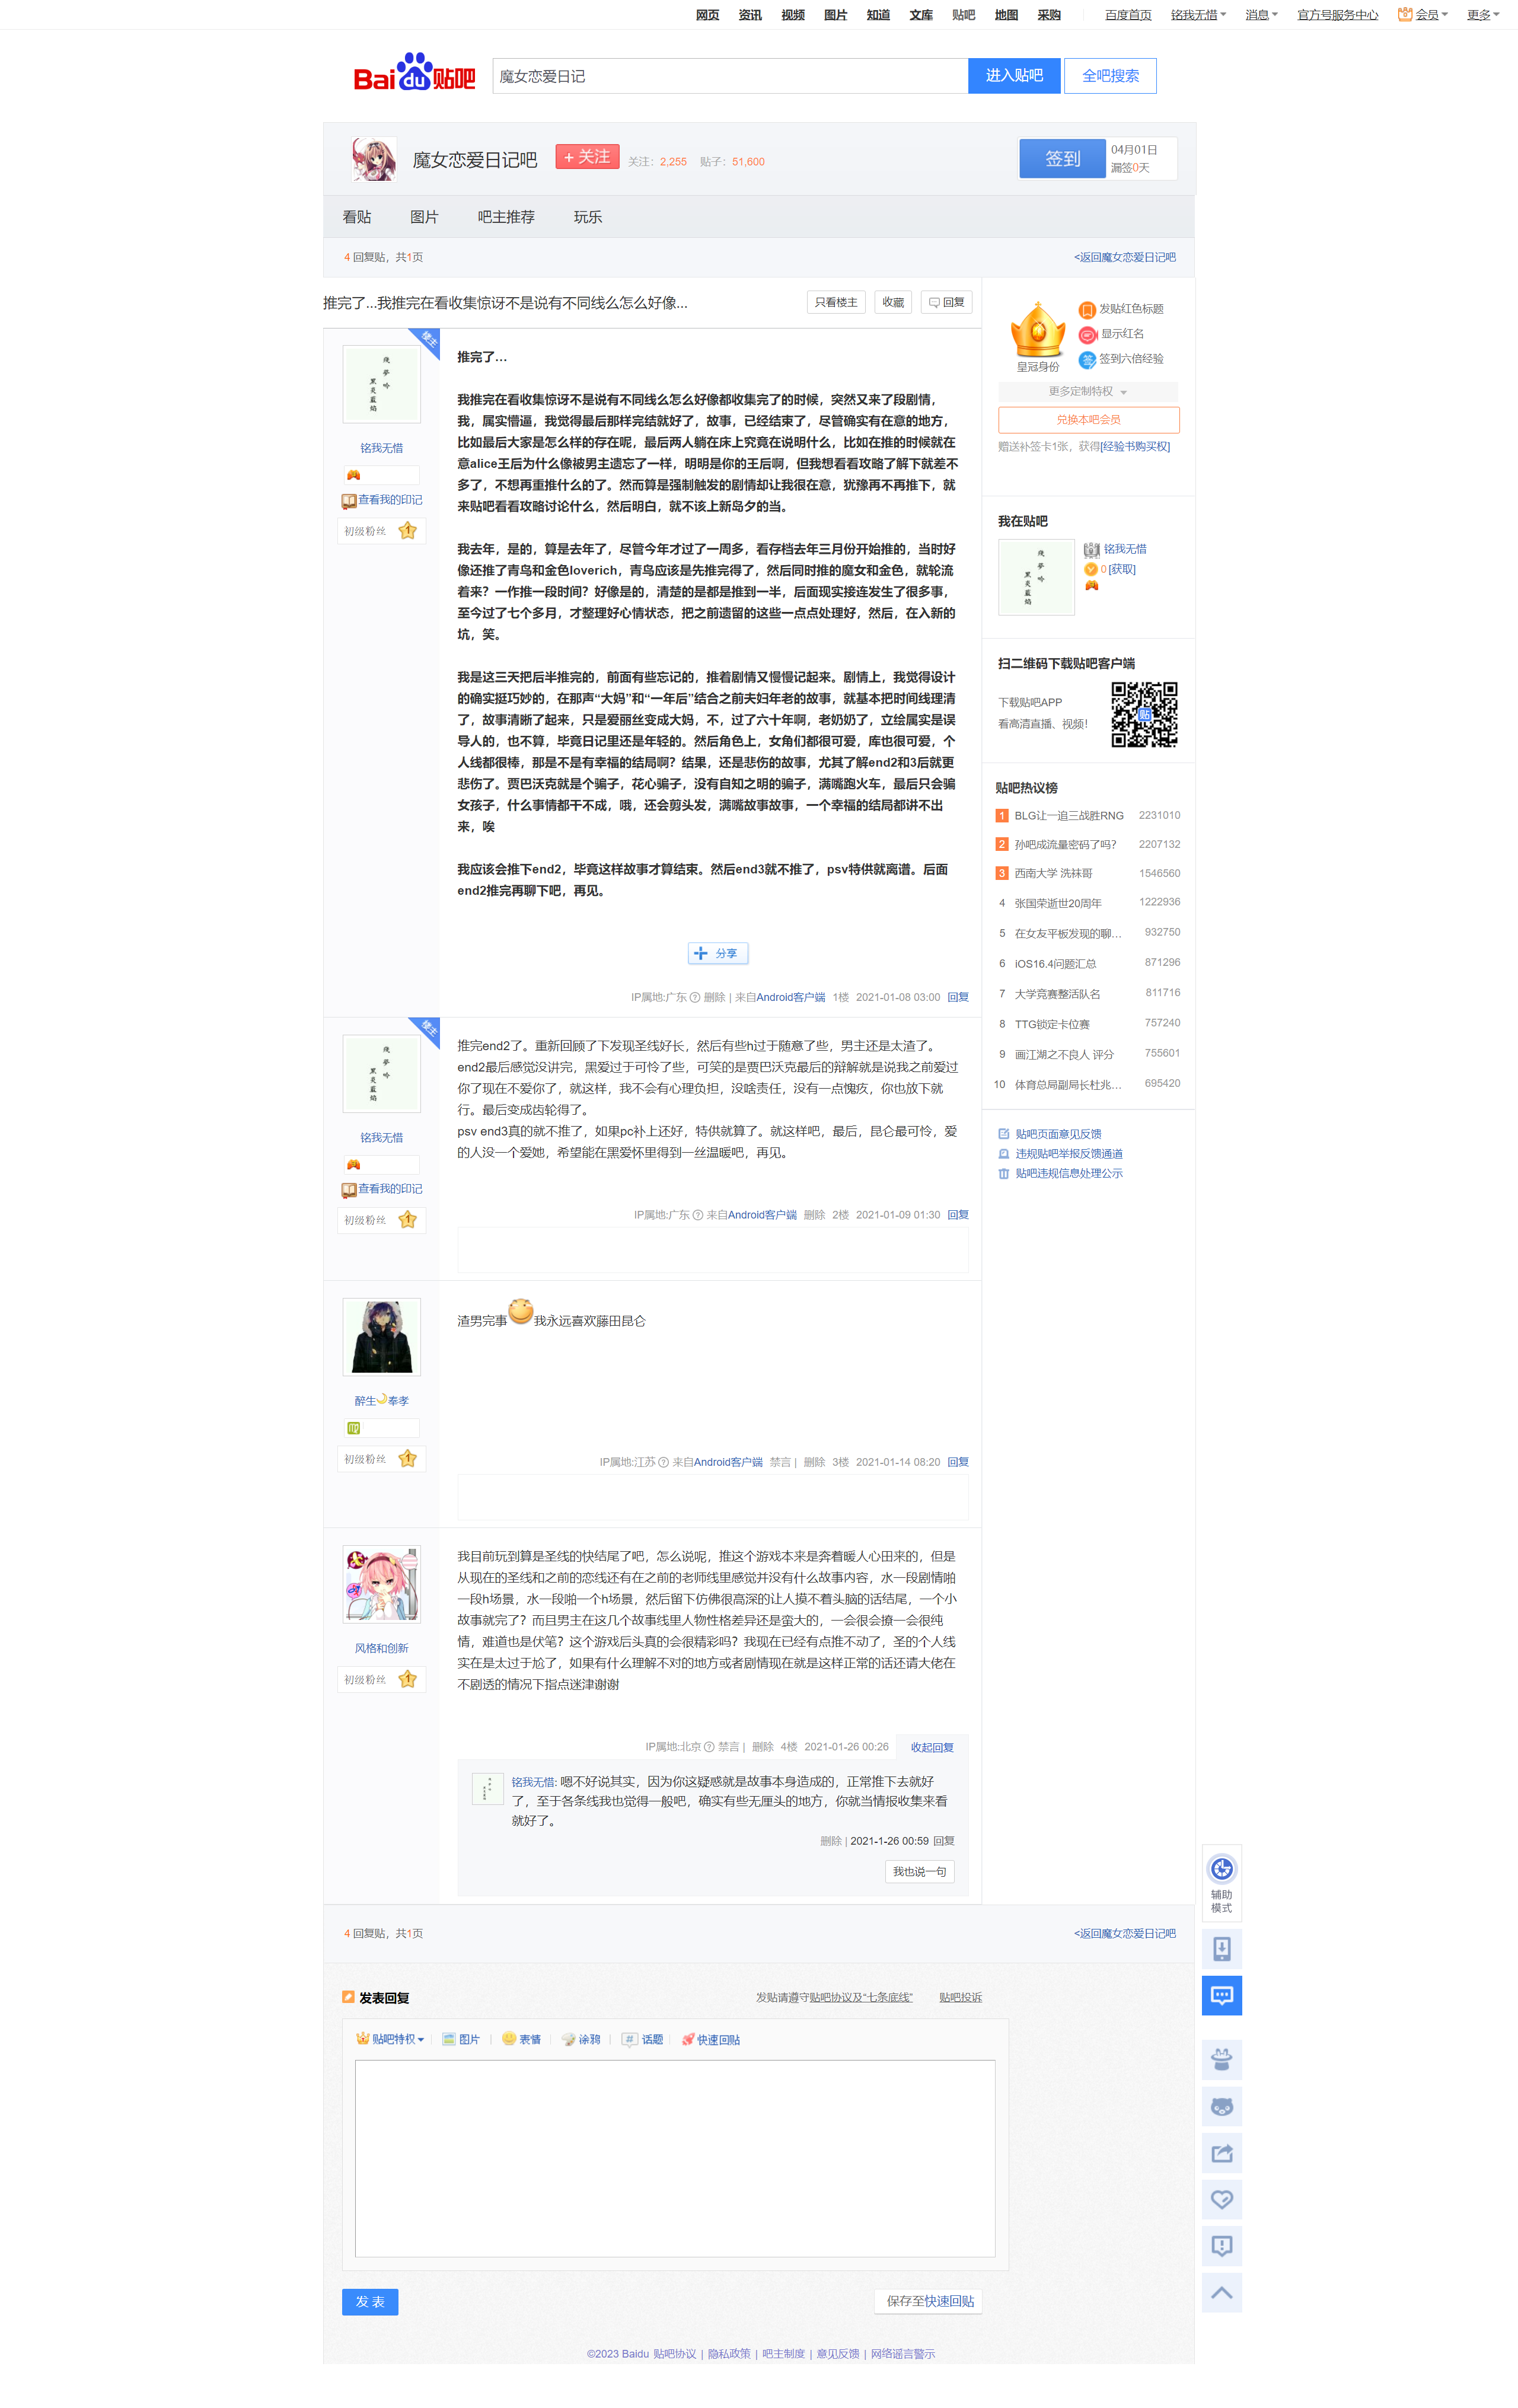 网页 资讯 视频 图片 知道 文库 贴吧 地图 采购 百度首页 铭我无惜 消息 官方号服务中心 会员 更多
Bai du 贴吧 魔女恋爱日记 进入贴吧 全吧搜索
魔女恋爱日记吧 + 关注 关注：2,255 贴子：51,600 签到 04月01日
漏签0天
看贴 图片 吧主推荐 玩乐
4 回复贴，共1页 <返回魔女恋爱日记吧
推完了...我推完在看收集惊讶不是说有不同线么怎么好像... 只看楼主 收藏 回复
楼主
残梦吟
黑灵蓝焰
铭我无惜
查看我的印记
初级粉丝 1
推完了...
我推完在看收集惊讶不是说有不同线么怎么好像都收集完了的时候，突然又来了段剧情，
我，属实懵逼，我觉得最后那样完结就好了，故事，已经结束了，尽管确实有在意的地方，
比如最后大家是怎么样的存在呢，最后两人躺在床上究竟在说明什么，比如在推的时候就在
意alice王后为什么像被男主遗忘了一样，明明是你的王后啊，但我想看看攻略了解下就差不
多了，不想再重推什么的了。然而算是强制触发的剧情却让我很在意，犹豫再不再推下，就
来贴吧看看攻略讨论什么，然后明白，就不该上新岛夕的当。
我去年，是的，算是去年了，尽管今年才过了一周多，看存档去年三月份开始推的，当时好
像还推了青鸟和金色loverich，青鸟应该是先推完得了，然后同时推的魔女和金色，就轮流
着来？一作推一段时间？好像是的，清楚的是都是推到一半，后面现实接连发生了很多事，
至今过了七个多月，才整理好心情状态，把之前遗留的这些一点点处理好，然后，在入新的
坑，笑。
我是这三天把后半推完的，前面有些忘记的，推着剧情又慢慢记起来。剧情上，我觉得设计
的确实挺巧妙的，在那声“大妈”和“一年后”结合之前夫妇年老的故事，就基本把时间线理清
了，故事清晰了起来，只是爱丽丝变成大妈，不，过了六十年啊，老奶奶了，立绘属实是误
导人的，也不算，毕竟日记里还是年轻的。然后角色上，女角们都很可爱，库也很可爱，个
人线都很棒，那是不是有幸福的结局啊？结果，还是悲伤的故事，尤其了解end2和3后就更
悲伤了。贾巴沃克就是个骗子，花心骗子，没有自知之明的骗子，满嘴跑火车，最后只会骗
女孩子，什么事情都干不成，哦，还会剪头发，满嘴故事故事，一个幸福的结局都讲不出
来，唉
我应该会推下end2，毕竟这样故事才算结束。然后end3就不推了，psv特供就离谱。后面
end2推完再聊下吧，再见。
分享
IP属地:广东 删除 | 来自Android客户端 1楼 2021-01-08 03:00 回复
楼主
残梦吟
黑灵蓝焰
铭我无惜
查看我的印记
初级粉丝 1
推完end2了。重新回顾了下发现圣线好长，然后有些h过于随意了些，男主还是太渣了。
end2最后感觉没讲完，黑爱过于可怜了些，可笑的是贾巴沃克最后的辩解就是说我之前爱过
你了现在不爱你了，就这样，我不会有心理负担，没啥责任，没有一点愧疚，你也放下就
行。最后变成齿轮得了。
psv end3真的就不推了，如果pc补上还好，特供就算了。就这样吧，最后，昆仑最可怜，爱
的人没一个爱她，希望能在黑爱怀里得到一丝温暖吧，再见。
IP属地:广东 来自Android客户端 删除 2楼 2021-01-09 01:30 回复
醉生🌙奉孝
初级粉丝 1
渣男完事 我永远喜欢藤田昆仑
IP属地:江苏 来自Android客户端 禁言 | 删除 3楼 2021-01-14 08:20 回复
风格和创新
初级粉丝 1
我目前玩到算是圣线的快结尾了吧，怎么说呢，推这个游戏本来是奔着暖人心田来的，但是
从现在的圣线和之前的恋线还有在之前的老师线里感觉并没有什么故事内容，水一段剧情啪
一段h场景，水一段啪一个h场景，然后留下仿佛很高深的让人摸不着头脑的话结尾，一个小
故事就完了？而且男主在这几个故事线里人物性格差异还是蛮大的，一会很会撩一会很纯
情，难道也是伏笔？这个游戏后头真的会很精彩吗？我现在已经有点推不动了，圣的个人线
实在是太过于尬了，如果有什么理解不对的地方或者剧情现在就是这样正常的话还请大佬在
不剧透的情况下指点迷津谢谢
IP属地:北京 禁言 | 删除 4楼 2021-01-26 00:26 收起回复
铭我无惜: 嗯不好说其实，因为你这疑惑就是故事本身造成的，正常推下去就好
了，至于各条线我也觉得一般吧，确实有些无厘头的地方，你就当情报收集来看
就好了。
删除 | 2021-1-26 00:59 回复
我也说一句
皇冠身份
发贴红色标题
显示红名
签到六倍经验
更多定制特权
兑换本吧会员
赠送补签卡1张，获得[经验书购买权]
我在贴吧
残梦吟
黑灵蓝焰
铭我无惜
0 [获取]
扫二维码下载贴吧客户端
下载贴吧APP
看高清直播、视频！
贴
贴吧热议榜
1 BLG让一追三战胜RNG 2231010
2 孙吧成流量密码了吗？ 2207132
3 西南大学 洗袜哥 1546560
4 张国荣逝世20周年 1222936
5 在女友平板发现的聊... 932750
6 iOS16.4问题汇总 871296
7 大学竞赛整活队名 811716
8 TTG锁定卡位赛 757240
9 画江湖之不良人 评分 755601
10 体育总局副局长杜兆... 695420
贴吧页面意见反馈
违规贴吧举报反馈通道
贴吧违规信息处理公示
辅助
模式
4 回复贴，共1页 <返回魔女恋爱日记吧
发表回复 发贴请遵守贴吧协议及“七条底线” 贴吧投诉
贴吧特权 图片 表情 涂鸦 # 话题 快速回贴
发 表 保存至快速回贴
©2023 Baidu 贴吧协议 | 隐私政策 | 吧主制度 | 意见反馈 | 网络谣言警示